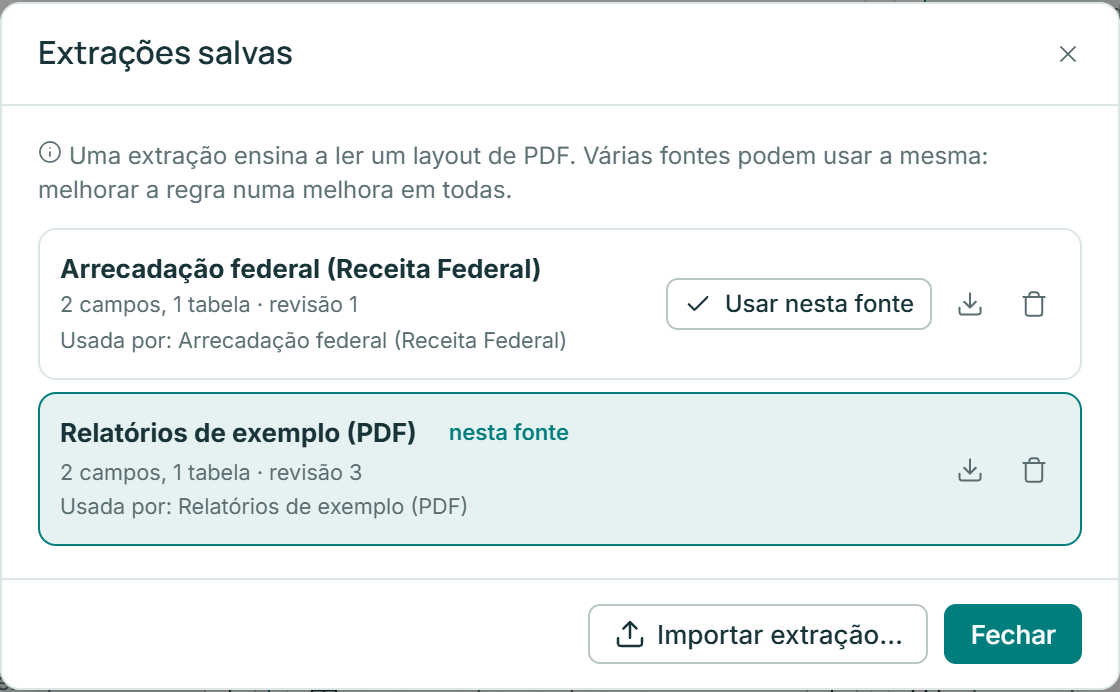 Extrações salvas
Uma extração ensina a ler um layout de PDF. Várias fontes podem usar a mesma:
melhorar a regra numa melhora em todas.
Arrecadação federal (Receita Federal)
2 campos, 1 tabela · revisão 1
Usada por: Arrecadação federal (Receita Federal)
Usar nesta fonte
Relatórios de exemplo (PDF) nesta fonte
2 campos, 1 tabela · revisão 3
Usada por: Relatórios de exemplo (PDF)
Importar extração...
Fechar